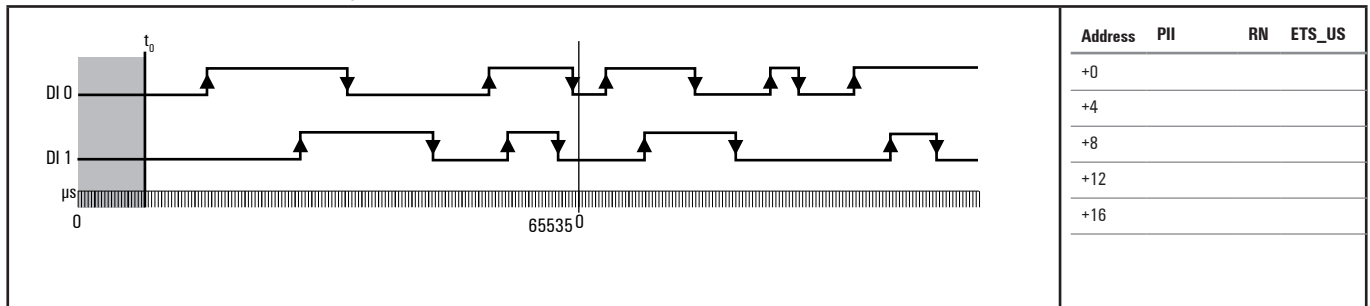 t0
DI 0
DI 1
µs
0
65535 0
Address PII RN ETS_US
+0
+4
+8
+12
+16